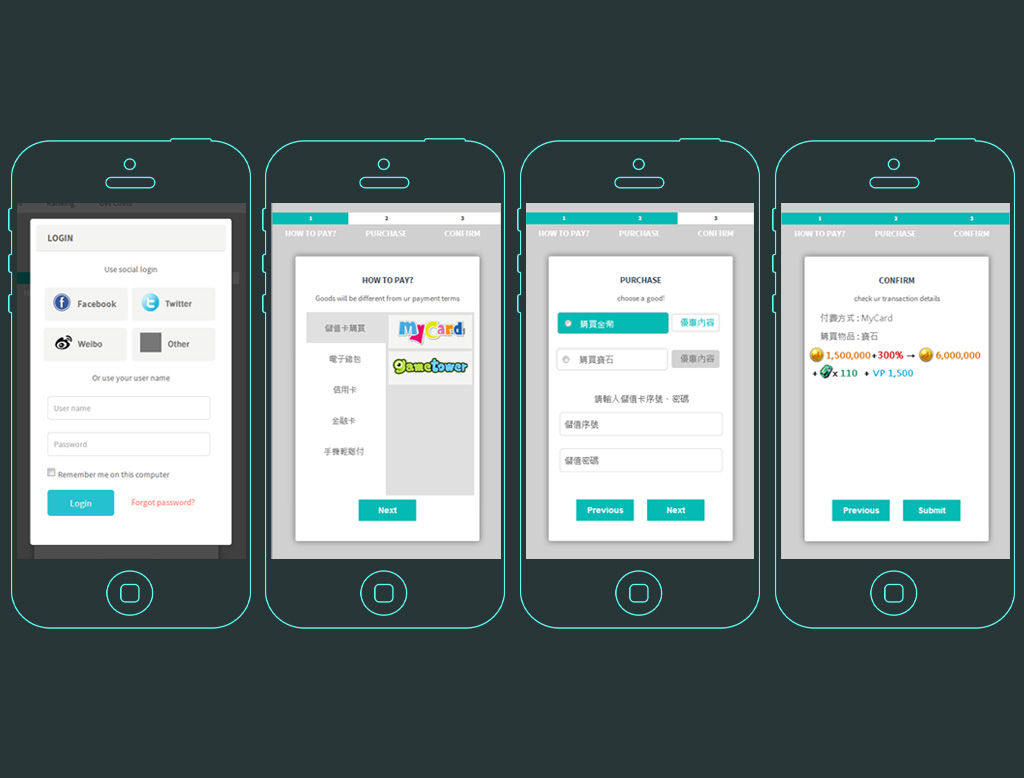 LOGIN
Use social login
Facebook
Twitter
Weibo
Other
Or use your user name
User name
Password
Remember me on this computer
Login
Forgot password?
1 2 3
HOW TO PAY? PURCHASE CONFIRM
HOW TO PAY?
Goods will be different from ur payment terms
儲值卡購買
電子錢包
信用卡
金融卡
手機輕鬆付
MyCard
gametower
Next
1 2 3
HOW TO PAY? PURCHASE CONFIRM
PURCHASE
choose a good!
購買金幣 優惠內容
購買寶石 優惠內容
請輸入儲值卡序號、密碼
儲值序號
儲值密碼
Previous Next
1 2 3
HOW TO PAY? PURCHASE CONFIRM
CONFIRM
check ur transaction details
付費方式 : MyCard
購買物品 : 寶石
1,500,000+300% → 6,000,000
+ x 110 + VP 1,500
Previous Submit